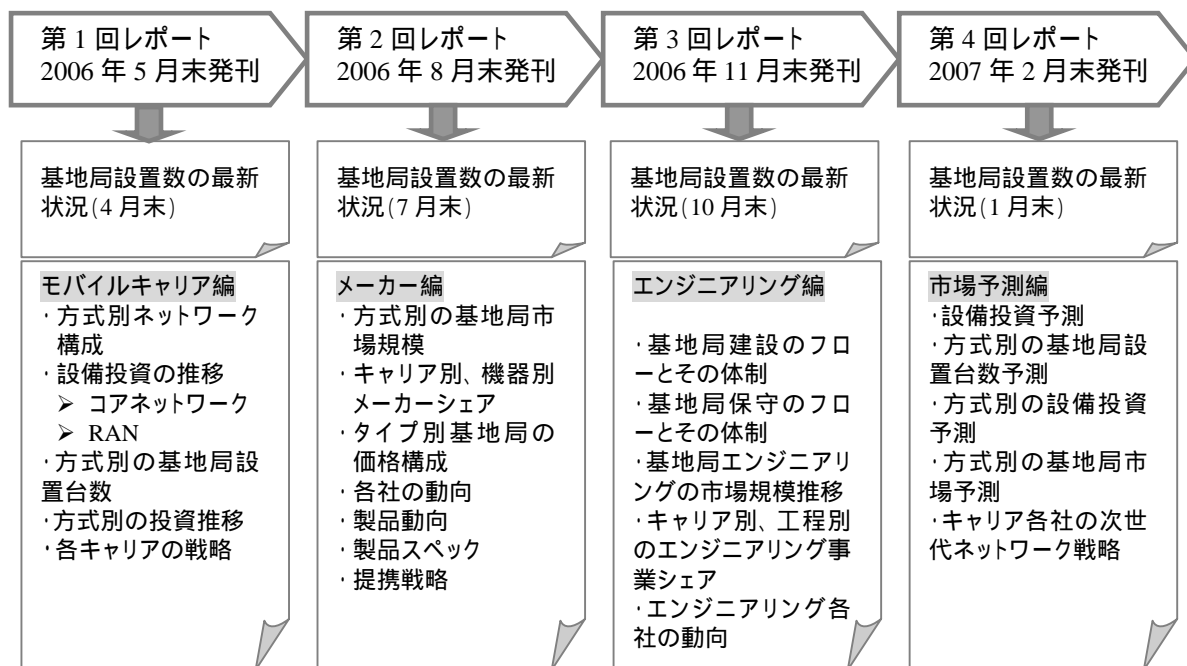 第 1 回レポート
2006 年 5 月末発刊
基地局設置数の最新
状況(4 月末)
モバイルキャリア編
・方式別ネットワーク
構成
・設備投資の推移
➢ コアネットワーク
➢ RAN
・方式別の基地局設
置台数
・方式別の投資推移
・各キャリアの戦略
第 2 回レポート
2006 年 8 月末発刊
基地局設置数の最新
状況(7 月末)
メーカー編
・方式別の基地局市
場規模
・キャリア別、機器別
メーカーシェア
・タイプ別基地局の
価格構成
・各社の動向
・製品動向
・製品スペック
・提携戦略
第 3 回レポート
2006 年 11 月末発刊
基地局設置数の最新
状況(10 月末)
エンジニアリング編
・基地局建設のフロ
ーとその体制
・基地局保守のフロ
ーとその体制
・基地局エンジニアリ
ングの市場規模推移
・キャリア別、工程別
のエンジニアリング事
業シェア
・エンジニアリング各
社の動向
第 4 回レポート
2007 年 2 月末発刊
基地局設置数の最新
状況(1 月末)
市場予測編
・設備投資予測
・方式別の基地局設
置台数予測
・方式別の設備投資
予測
・方式別の基地局市
場予測
・キャリア各社の次世
代ネットワーク戦略